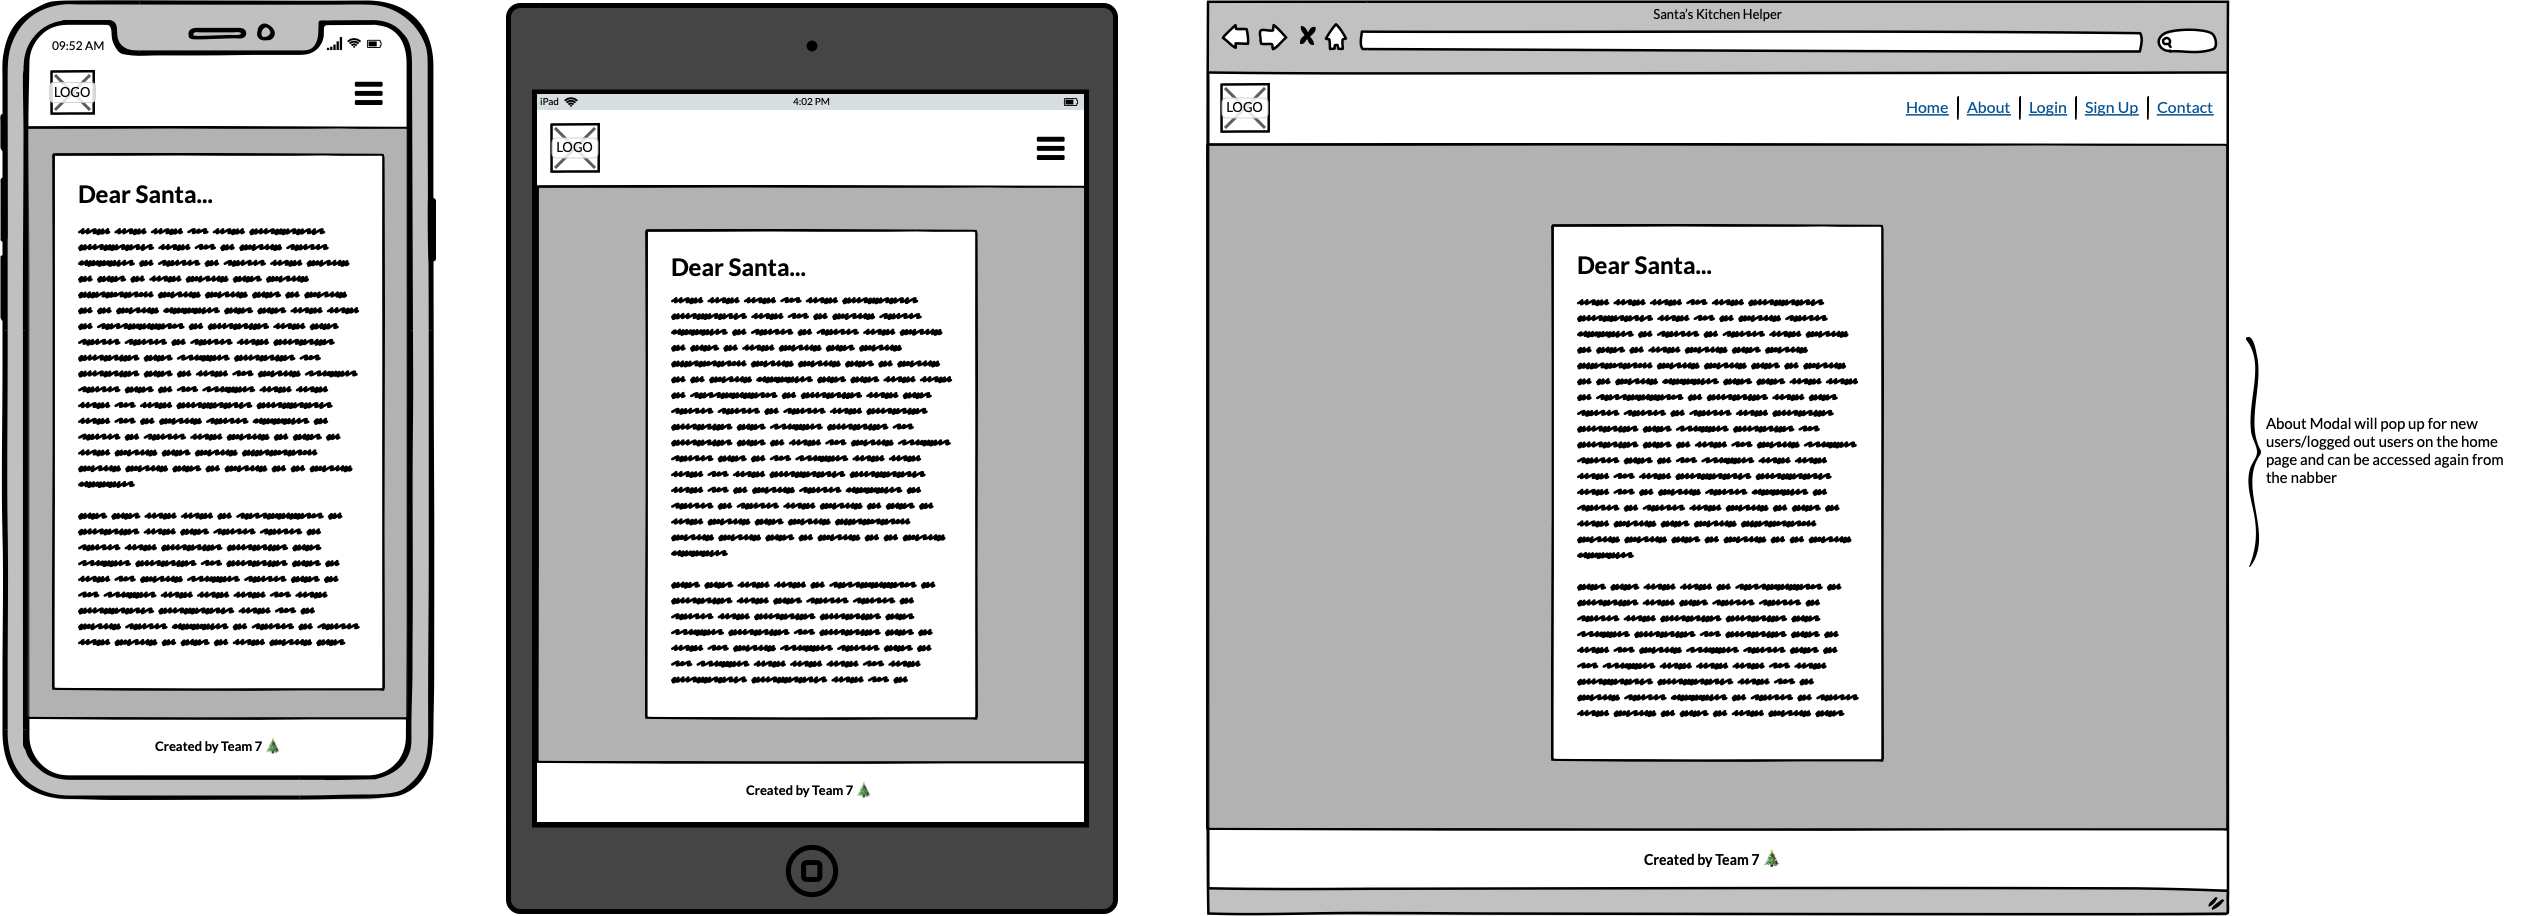 09:52 AM
LOGO
Dear Santa...
Created by Team 7
iPad
4:02 PM
LOGO
Dear Santa...
Created by Team 7
Santa's Kitchen Helper
LOGO
Home | About | Login | Sign Up | Contact
Dear Santa...
Created by Team 7
About Modal will pop up for new
users/logged out users on the home
page and can be accessed again from
the nabber